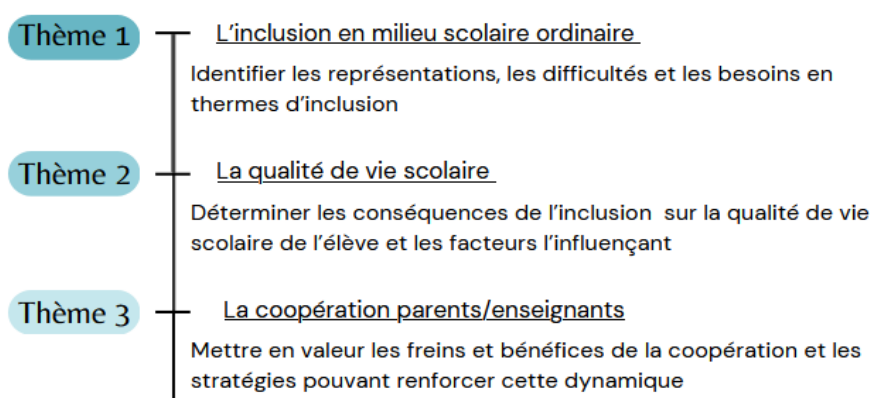 Thème 1
L'inclusion en milieu scolaire ordinaire
Identifier les représentations, les difficultés et les besoins en
thermes d'inclusion
Thème 2
La qualité de vie scolaire
Déterminer les conséquences de l'inclusion sur la qualité de vie
scolaire de l'élève et les facteurs l'influençant
Thème 3
La coopération parents/enseignants
Mettre en valeur les freins et bénéfices de la coopération et les
stratégies pouvant renforcer cette dynamique